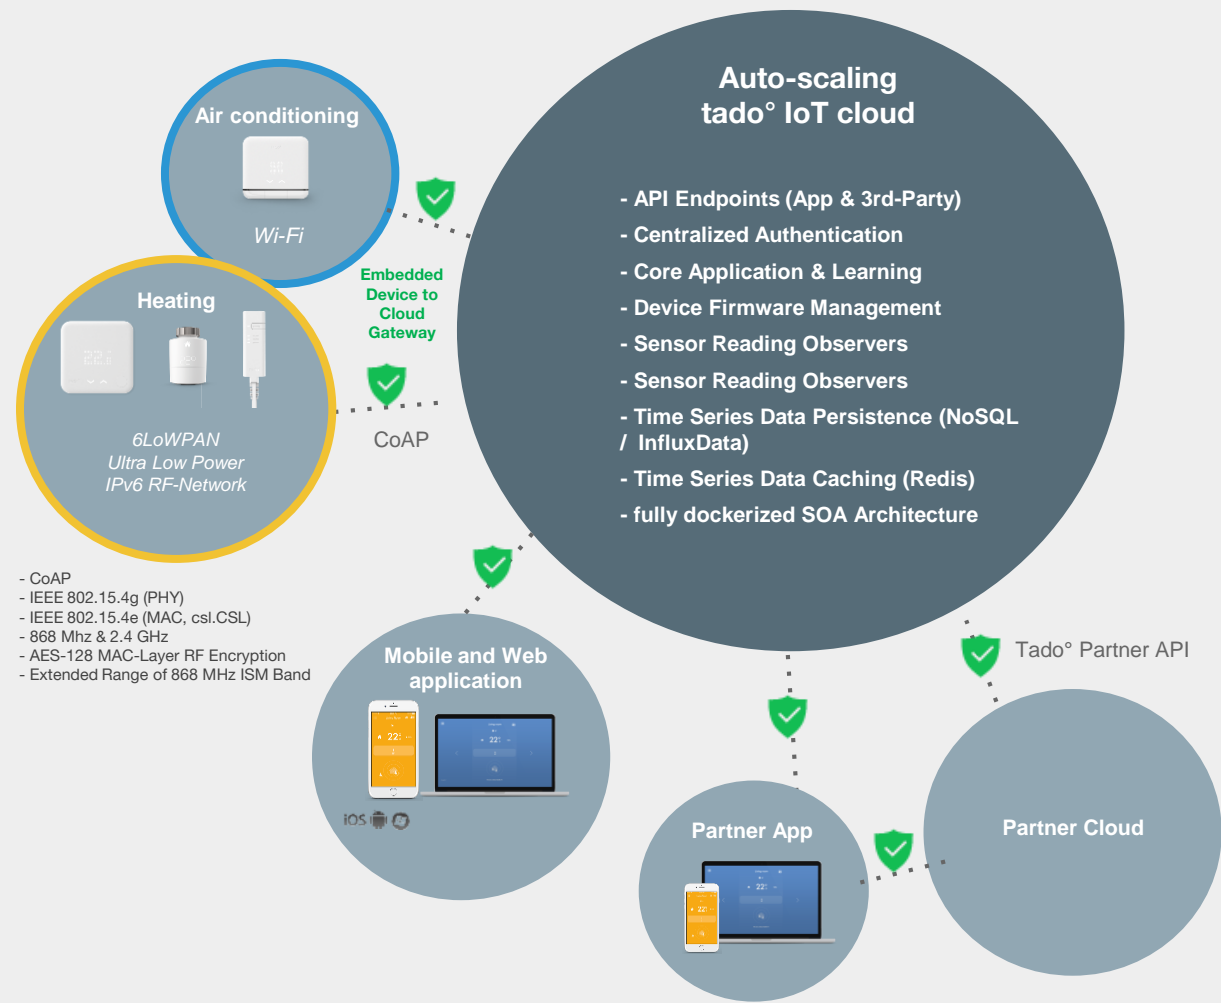 Auto-scaling
tado° IoT cloud
- API Endpoints (App & 3rd-Party)
- Centralized Authentication
- Core Application & Learning
- Device Firmware Management
- Sensor Reading Observers
- Sensor Reading Observers
- Time Series Data Persistence (NoSQL
/ InfluxData)
- Time Series Data Caching (Redis)
- fully dockerized SOA Architecture
Air conditioning
Wi-Fi
Embedded
Device to
Cloud
Gateway
Heating
6LoWPAN
Ultra Low Power
IPv6 RF-Network
CoAP
- CoAP
- IEEE 802.15.4g (PHY)
- IEEE 802.15.4e (MAC, csl.CSL)
- 868 Mhz & 2.4 GHz
- AES-128 MAC-Layer RF Encryption
- Extended Range of 868 MHz ISM Band
Mobile and Web
application
22°
22°
iOS
Tado° Partner API
Partner App
22°
22°
Partner Cloud